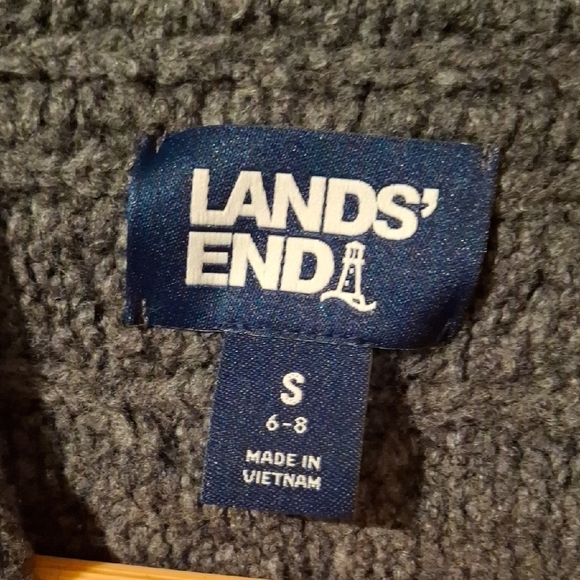 LANDS'
END
S
6-8
MADE IN
VIETNAM